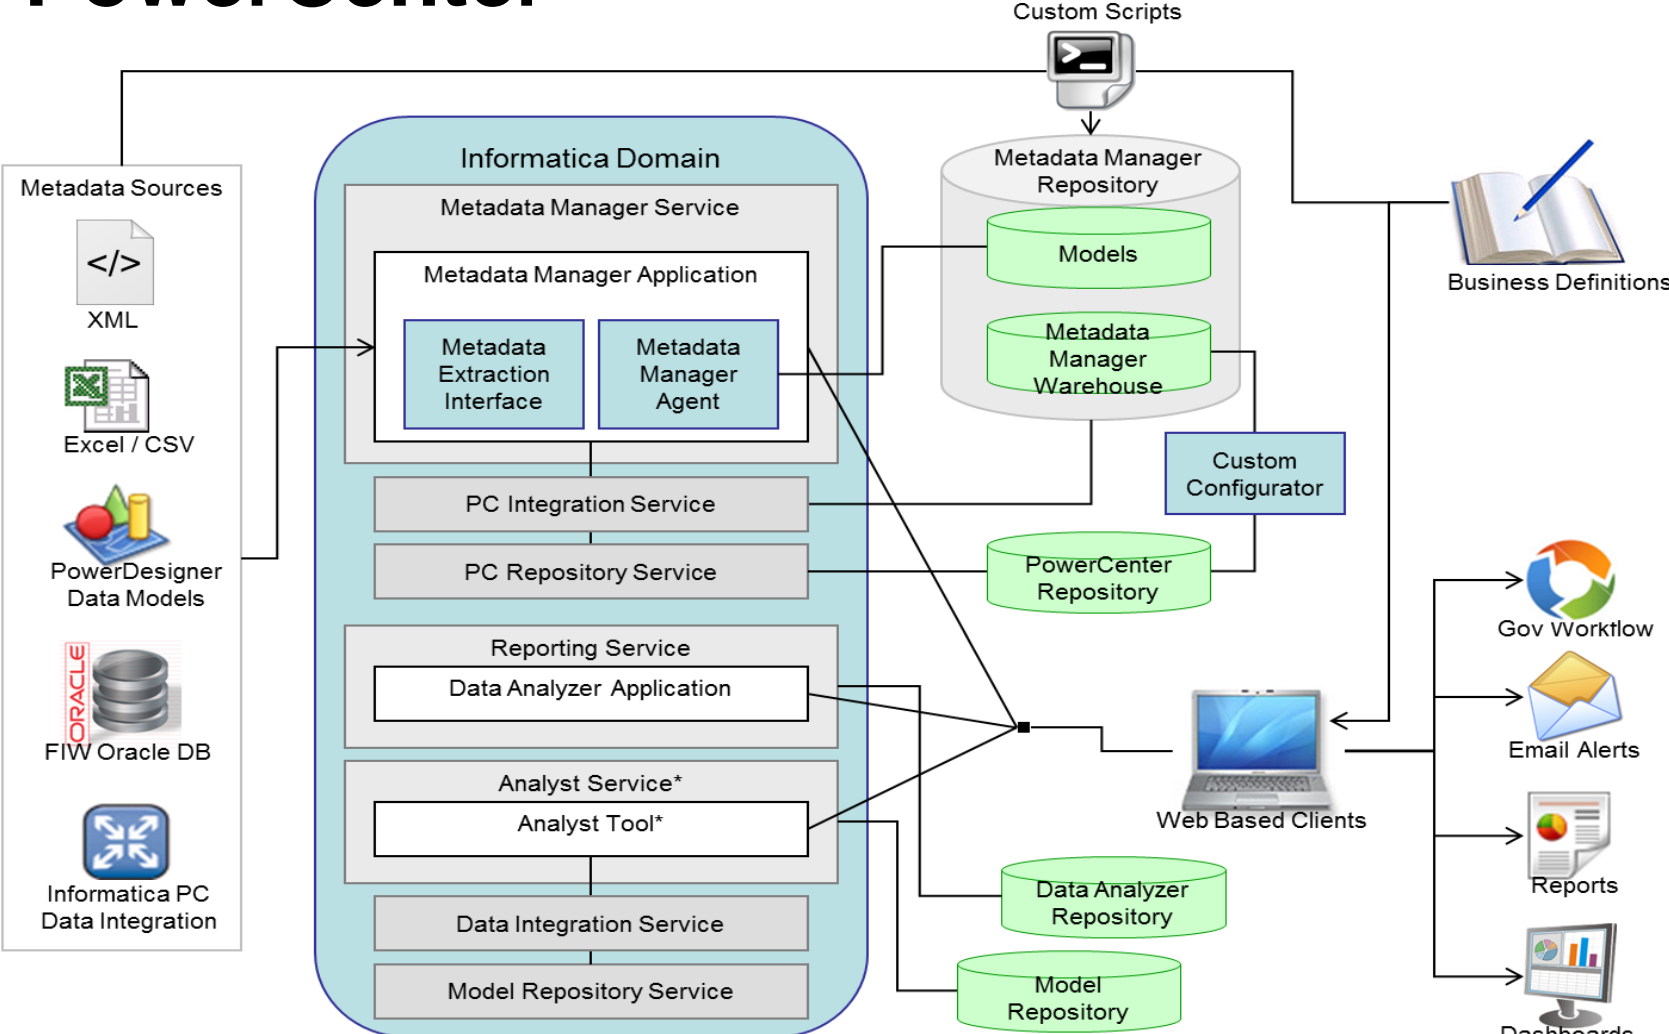 PowerCenter
Custom Scripts
Metadata Sources
</>
XML
Excel / CSV
PowerDesigner
Data Models
ORACLE
FIW Oracle DB
Informatica PC
Data Integration
Informatica Domain
Metadata Manager Service
Metadata Manager Application
Metadata
Extraction
Interface
Metadata
Manager
Agent
PC Integration Service
PC Repository Service
Reporting Service
Data Analyzer Application
Analyst Service*
Analyst Tool*
Data Integration Service
Model Repository Service
Metadata Manager
Repository
Models
Metadata
Manager
Warehouse
Custom
Configurator
PowerCenter
Repository
Data Analyzer
Repository
Model
Repository
Business Definitions
Web Based Clients
Gov Workflow
Email Alerts
Reports
Dashboards